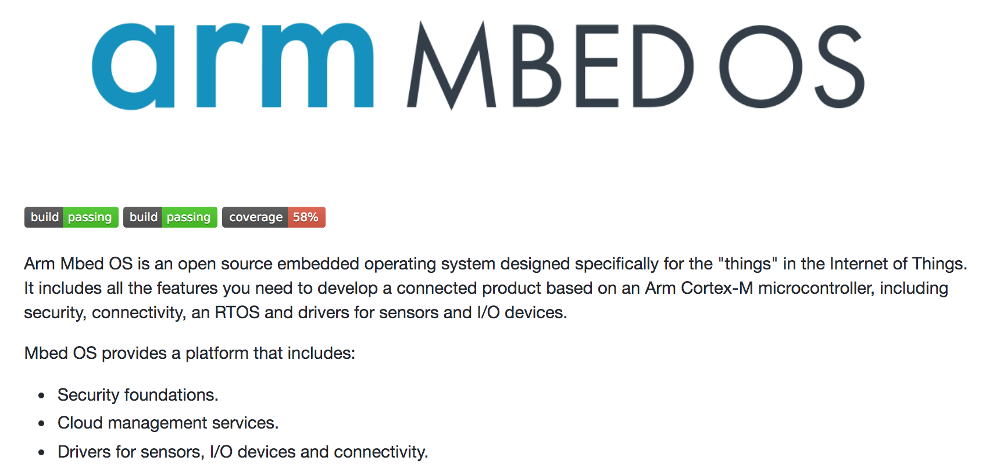 arm MBED OS
build passing build passing coverage 58%
Arm Mbed OS is an open source embedded operating system designed specifically for the "things" in the Internet of Things.
It includes all the features you need to develop a connected product based on an Arm Cortex-M microcontroller, including
security, connectivity, an RTOS and drivers for sensors and I/O devices.
Mbed OS provides a platform that includes:
• Security foundations.
• Cloud management services.
• Drivers for sensors, I/O devices and connectivity.